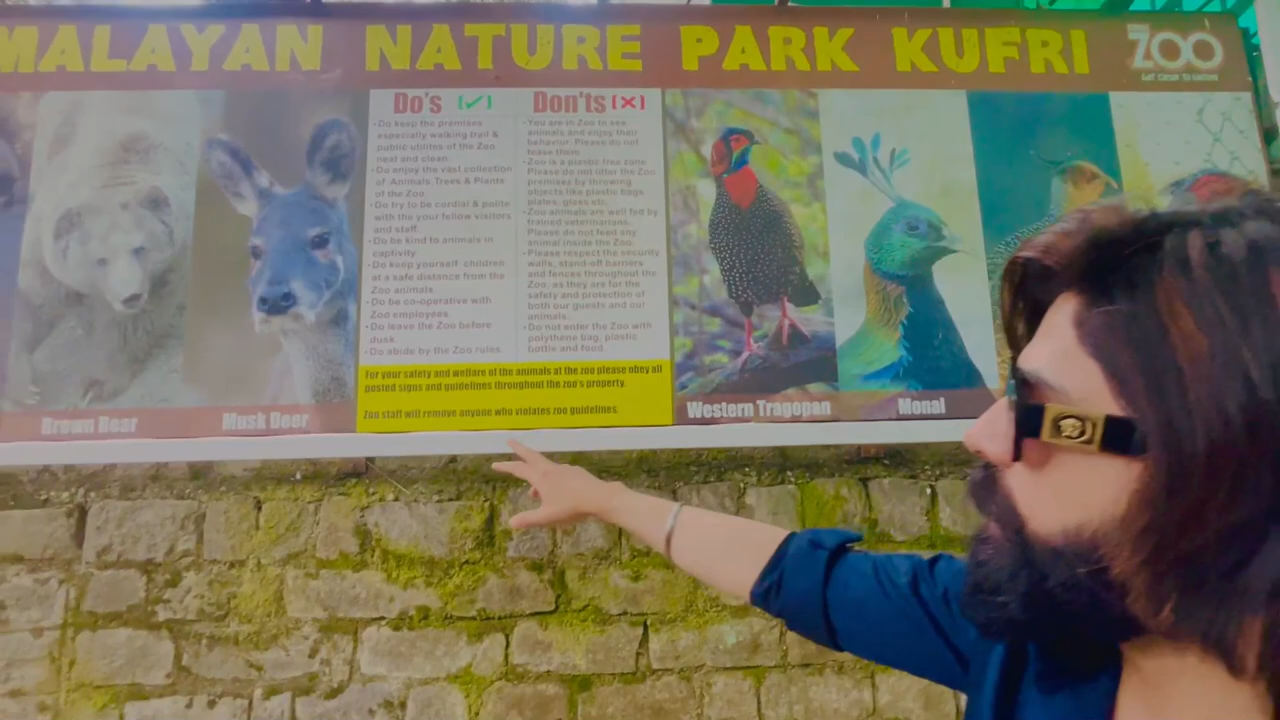 MALAYAN NATURE PARK KUFRI
ZOO
Do's (✓)
• Do keep the premises
especially walking trail &
public utilites of the Zoo
neat and clean.
• Do enjoy the vast collection
of Animals Trees & Plants
of the Zoo.
• Do try to be cordial & polite
with the your fellow visitors
and staff.
• Do be kind to animals in
captivity.
• Do keep yourself children
at a safe distance from the
Zoo animals.
• Do be co-operative with
Zoo employees.
• Do leave the Zoo before
dusk.
• Do abide by the Zoo rules.
Don'ts (×)
• You are in Zoo to see
animals and enjoy their
behavior. Please do not
tease them.
• Zoo is a plastic free zone.
Please do not litter the Zoo
premises by throwing
objects like plastic bags,
plates, glass etc.
• Zoo animals are well fed by
trained veterinarians.
Please do not feed any
animal inside the Zoo.
• Please respect the security
walls, stand-off barriers
and fences throughout the
Zoo, as they are for the
safety and protection of
both our guests and our
animals.
• Do not enter the Zoo with
polythene bag, plastic
bottle and food.
For your safety and welfare of the animals at the zoo please obey all
posted signs and guidelines throughout the zoo's property.
Zoo staff will remove anyone who violates zoo guidelines.
Brown Bear
Musk Deer
Western Tragopan
Monal